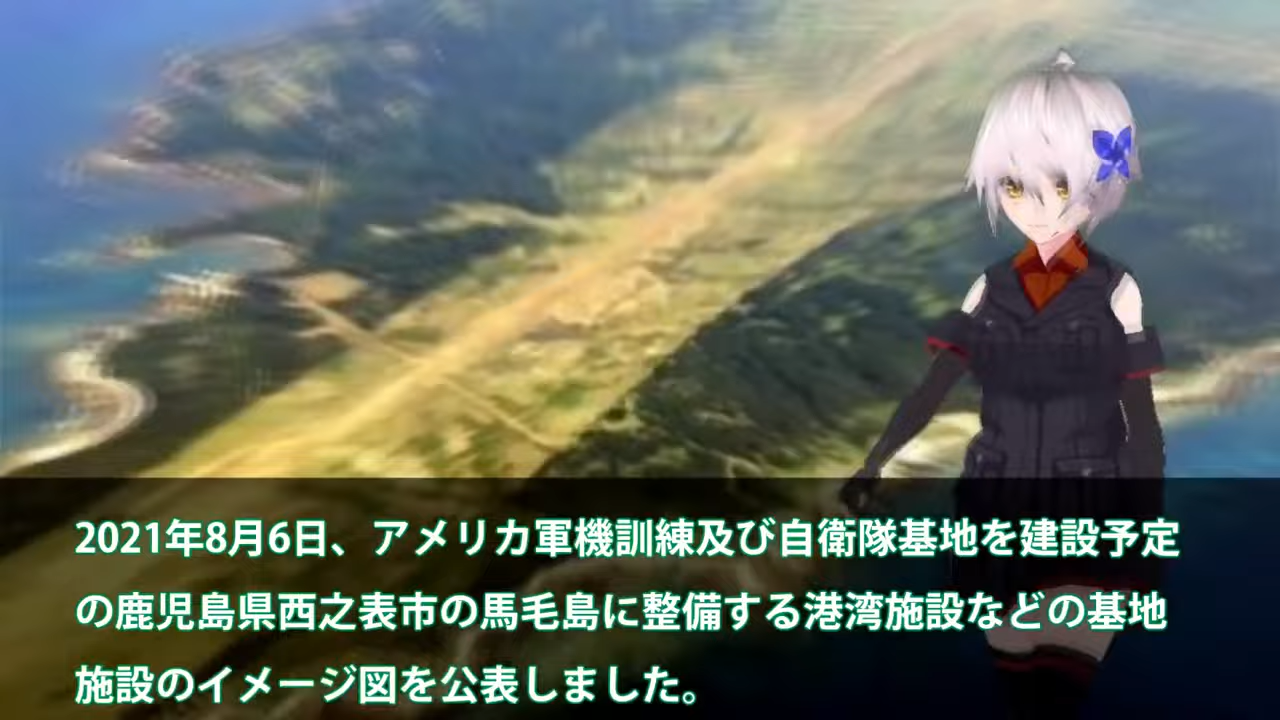 2021年8月6日、アメリカ軍機訓練及び自衛隊基地を建設予定
の鹿児島県西之表市の馬毛島に整備する港湾施設などの基地
施設のイメージ図を公表しました。